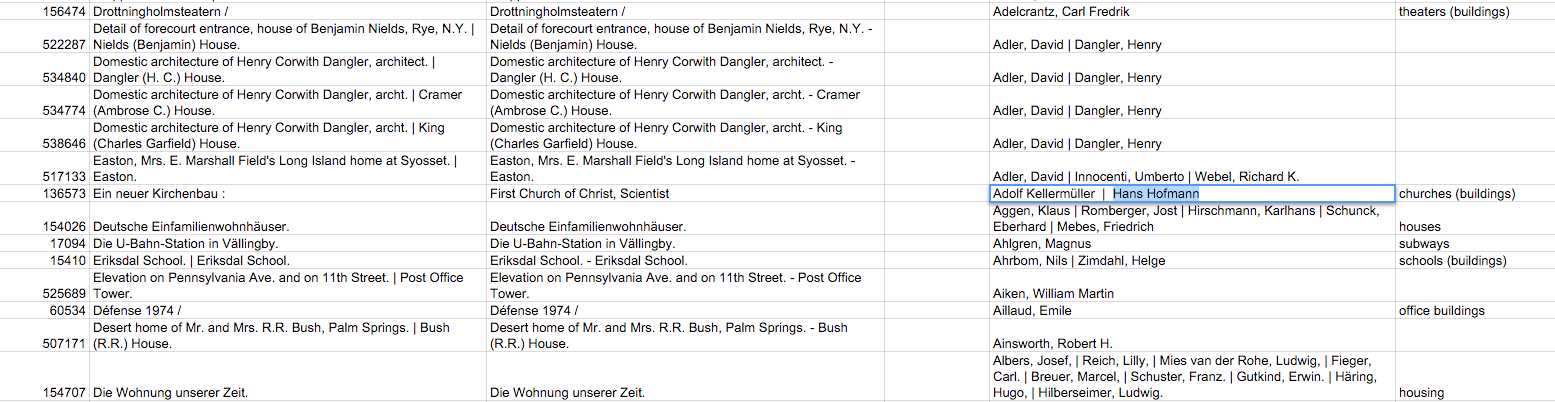 156474 Drottningholmsteatern / Drottningholmsteatern / Adelcrantz, Carl Fredrik theaters (buildings)
Detail of forecourt entrance, house of Benjamin Nields, Rye, N.Y. | Detail of forecourt entrance, house of Benjamin Nields, Rye, N.Y. -
522287 Nields (Benjamin) House. Nields (Benjamin) House. Adler, David | Dangler, Henry
Domestic architecture of Henry Corwith Dangler, architect. | Domestic architecture of Henry Corwith Dangler, architect. -
534840 Dangler (H. C.) House. Dangler (H. C.) House. Adler, David | Dangler, Henry
Domestic architecture of Henry Corwith Dangler, archt. | Cramer Domestic architecture of Henry Corwith Dangler, archt. - Cramer
534774 (Ambrose C.) House. (Ambrose C.) House. Adler, David | Dangler, Henry
Domestic architecture of Henry Corwith Dangler, archt. | King Domestic architecture of Henry Corwith Dangler, archt. - King
538646 (Charles Garfield) House. (Charles Garfield) House. Adler, David | Dangler, Henry
Easton, Mrs. E. Marshall Field's Long Island home at Syosset. | Easton, Mrs. E. Marshall Field's Long Island home at Syosset. -
517133 Easton. Easton. Adler, David | Innocenti, Umberto | Webel, Richard K.
136573 Ein neuer Kirchenbau : First Church of Christ, Scientist Adolf Kellermüller | Hans Hofmann churches (buildings)
Aggen, Klaus | Romberger, Jost | Hirschmann, Karlhans | Schunck,
154026 Deutsche Einfamilienwohnhäuser. Deutsche Einfamilienwohnhäuser. Eberhard | Mebes, Friedrich houses
17094 Die U-Bahn-Station in Vällingby. Die U-Bahn-Station in Vällingby. Ahlgren, Magnus subways
15410 Eriksdal School. | Eriksdal School. Eriksdal School. - Eriksdal School. Ahrbom, Nils | Zimdahl, Helge schools (buildings)
Elevation on Pennsylvania Ave. and on 11th Street. | Post Office Elevation on Pennsylvania Ave. and on 11th Street. - Post Office
525689 Tower. Tower. Aiken, William Martin
60534 Défense 1974 / Défense 1974 / Aillaud, Emile office buildings
Desert home of Mr. and Mrs. R.R. Bush, Palm Springs. | Bush Desert home of Mr. and Mrs. R.R. Bush, Palm Springs. - Bush
507171 (R.R.) House. (R.R.) House. Ainsworth, Robert H.
Albers, Josef, | Reich, Lilly, | Mies van der Rohe, Ludwig, | Fieger,
Carl. | Breuer, Marcel, | Schuster, Franz. | Gutkind, Erwin. | Häring,
154707 Die Wohnung unserer Zeit. Die Wohnung unserer Zeit. Hugo, | Hilberseimer, Ludwig. housing